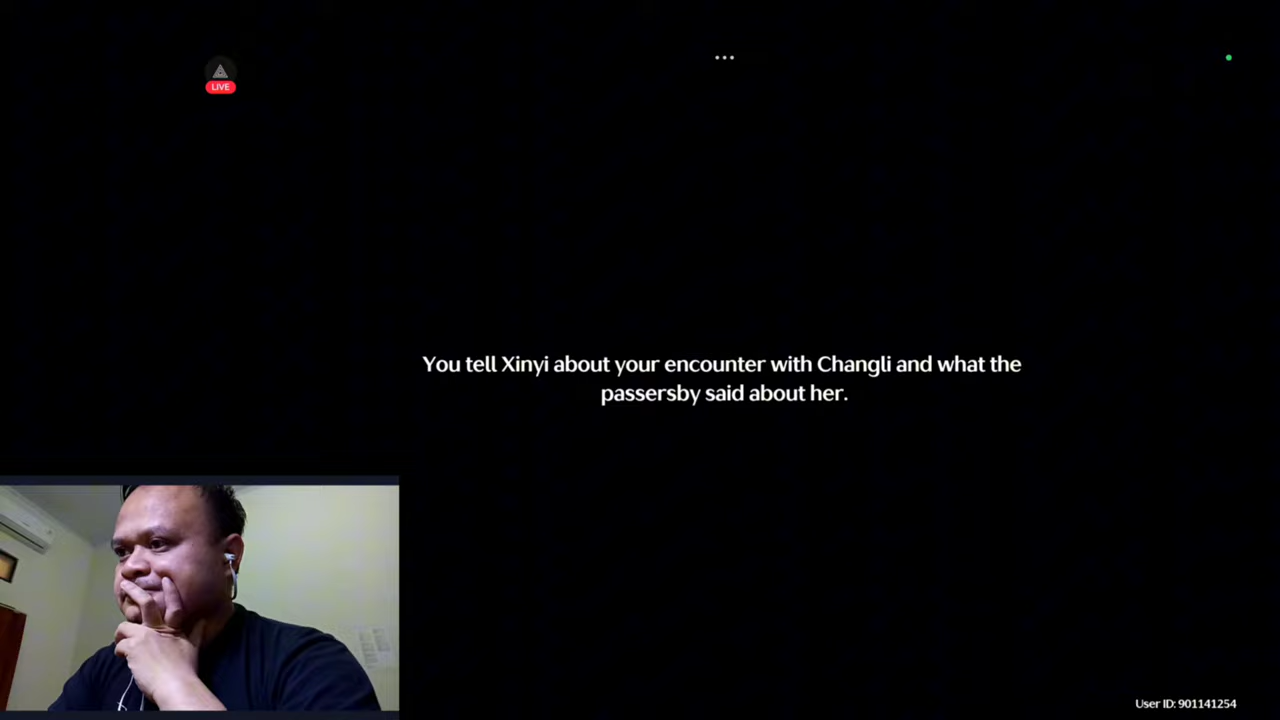 LIVE
You tell Xinyi about your encounter with Changli and what the
passersby said about her.
User ID: 901141254